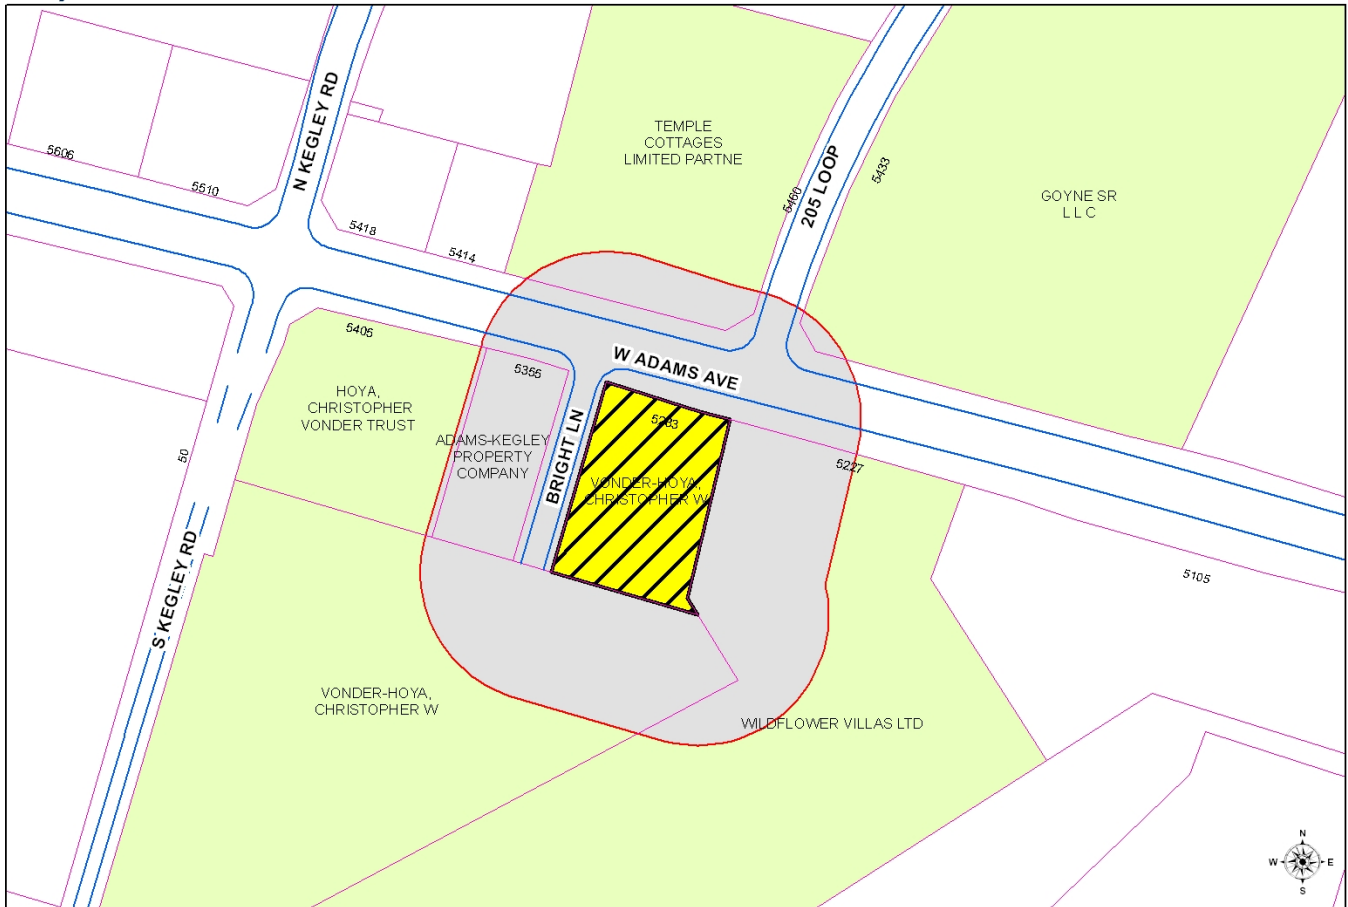 N KEGLEY RD
5606
5510
5418
5414
TEMPLE
COTTAGES
LIMITED PARTNE
5460
205 LOOP
5433
GOYNE SR
L L C
5405
HOYA,
CHRISTOPHER
VONDER TRUST
5355
ADAMS-KEGLEY
PROPERTY
COMPANY
BRIGHT LN
W ADAMS AVE
5283
VONDER-HOYA,
CHRISTOPHER W
5227
50
S KEGLEY RD
5105
VONDER-HOYA,
CHRISTOPHER W
WILDFLOWER VILLAS LTD
N
W
E
S